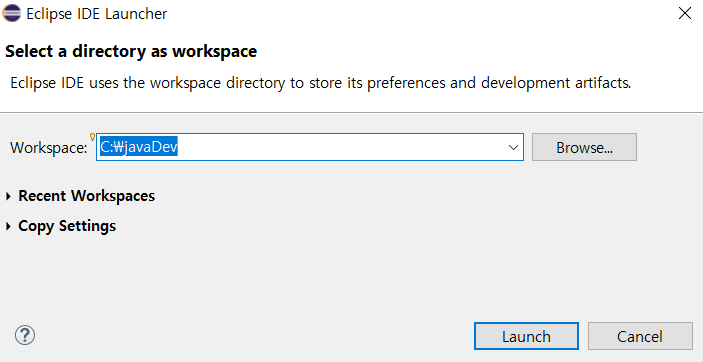 Eclipse IDE Launcher
Select a directory as workspace
Eclipse IDE uses the workspace directory to store its preferences and development artifacts.
Workspace: C:₩javaDev Browse...
Recent Workspaces
Copy Settings
? Launch Cancel